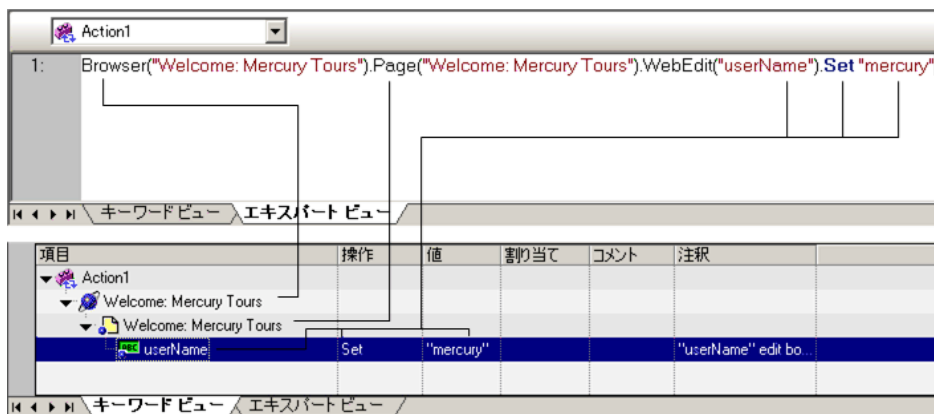 Action1
1: Browser("Welcome: Mercury Tours").Page("Welcome: Mercury Tours").WebEdit("userName").Set "mercury"
キーワード ビュー エキスパート ビュー
項目 操作 値 割り当て コメント 注釈
Action1
Welcome: Mercury Tours
Welcome: Mercury Tours
ABC userName Set "mercury" "userName" edit bo...
キーワード ビュー エキスパート ビュー